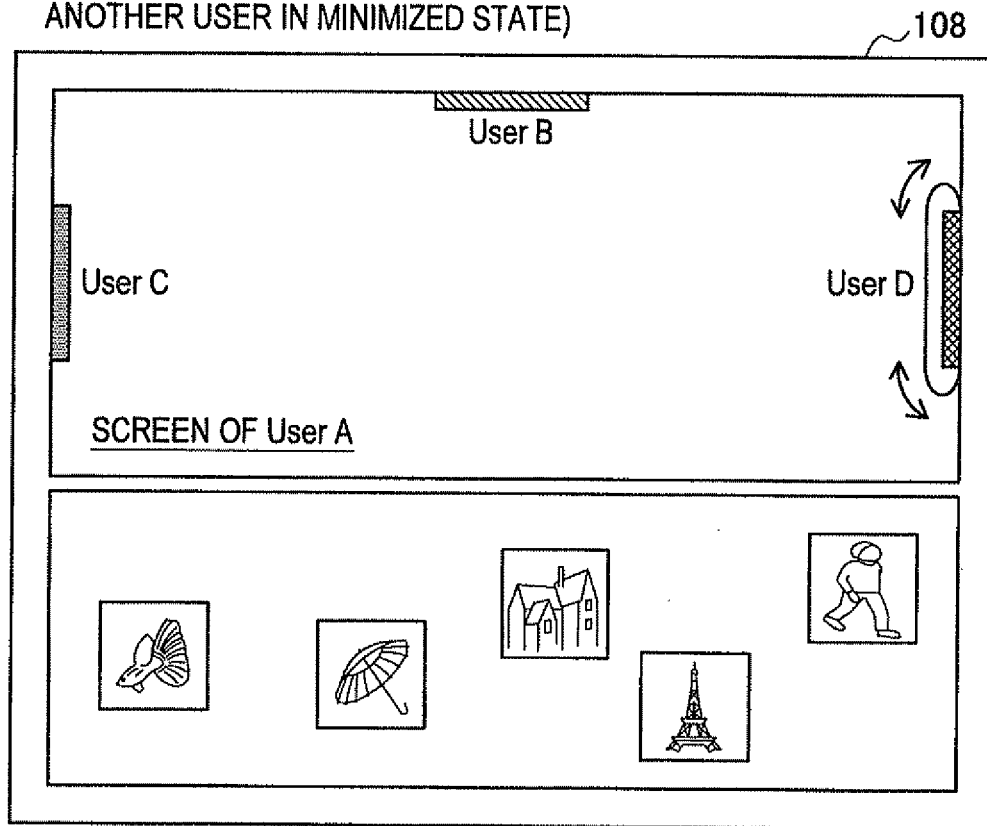 ANOTHER USER IN MINIMIZED STATE)
108
User B
User C
User D
SCREEN OF User A